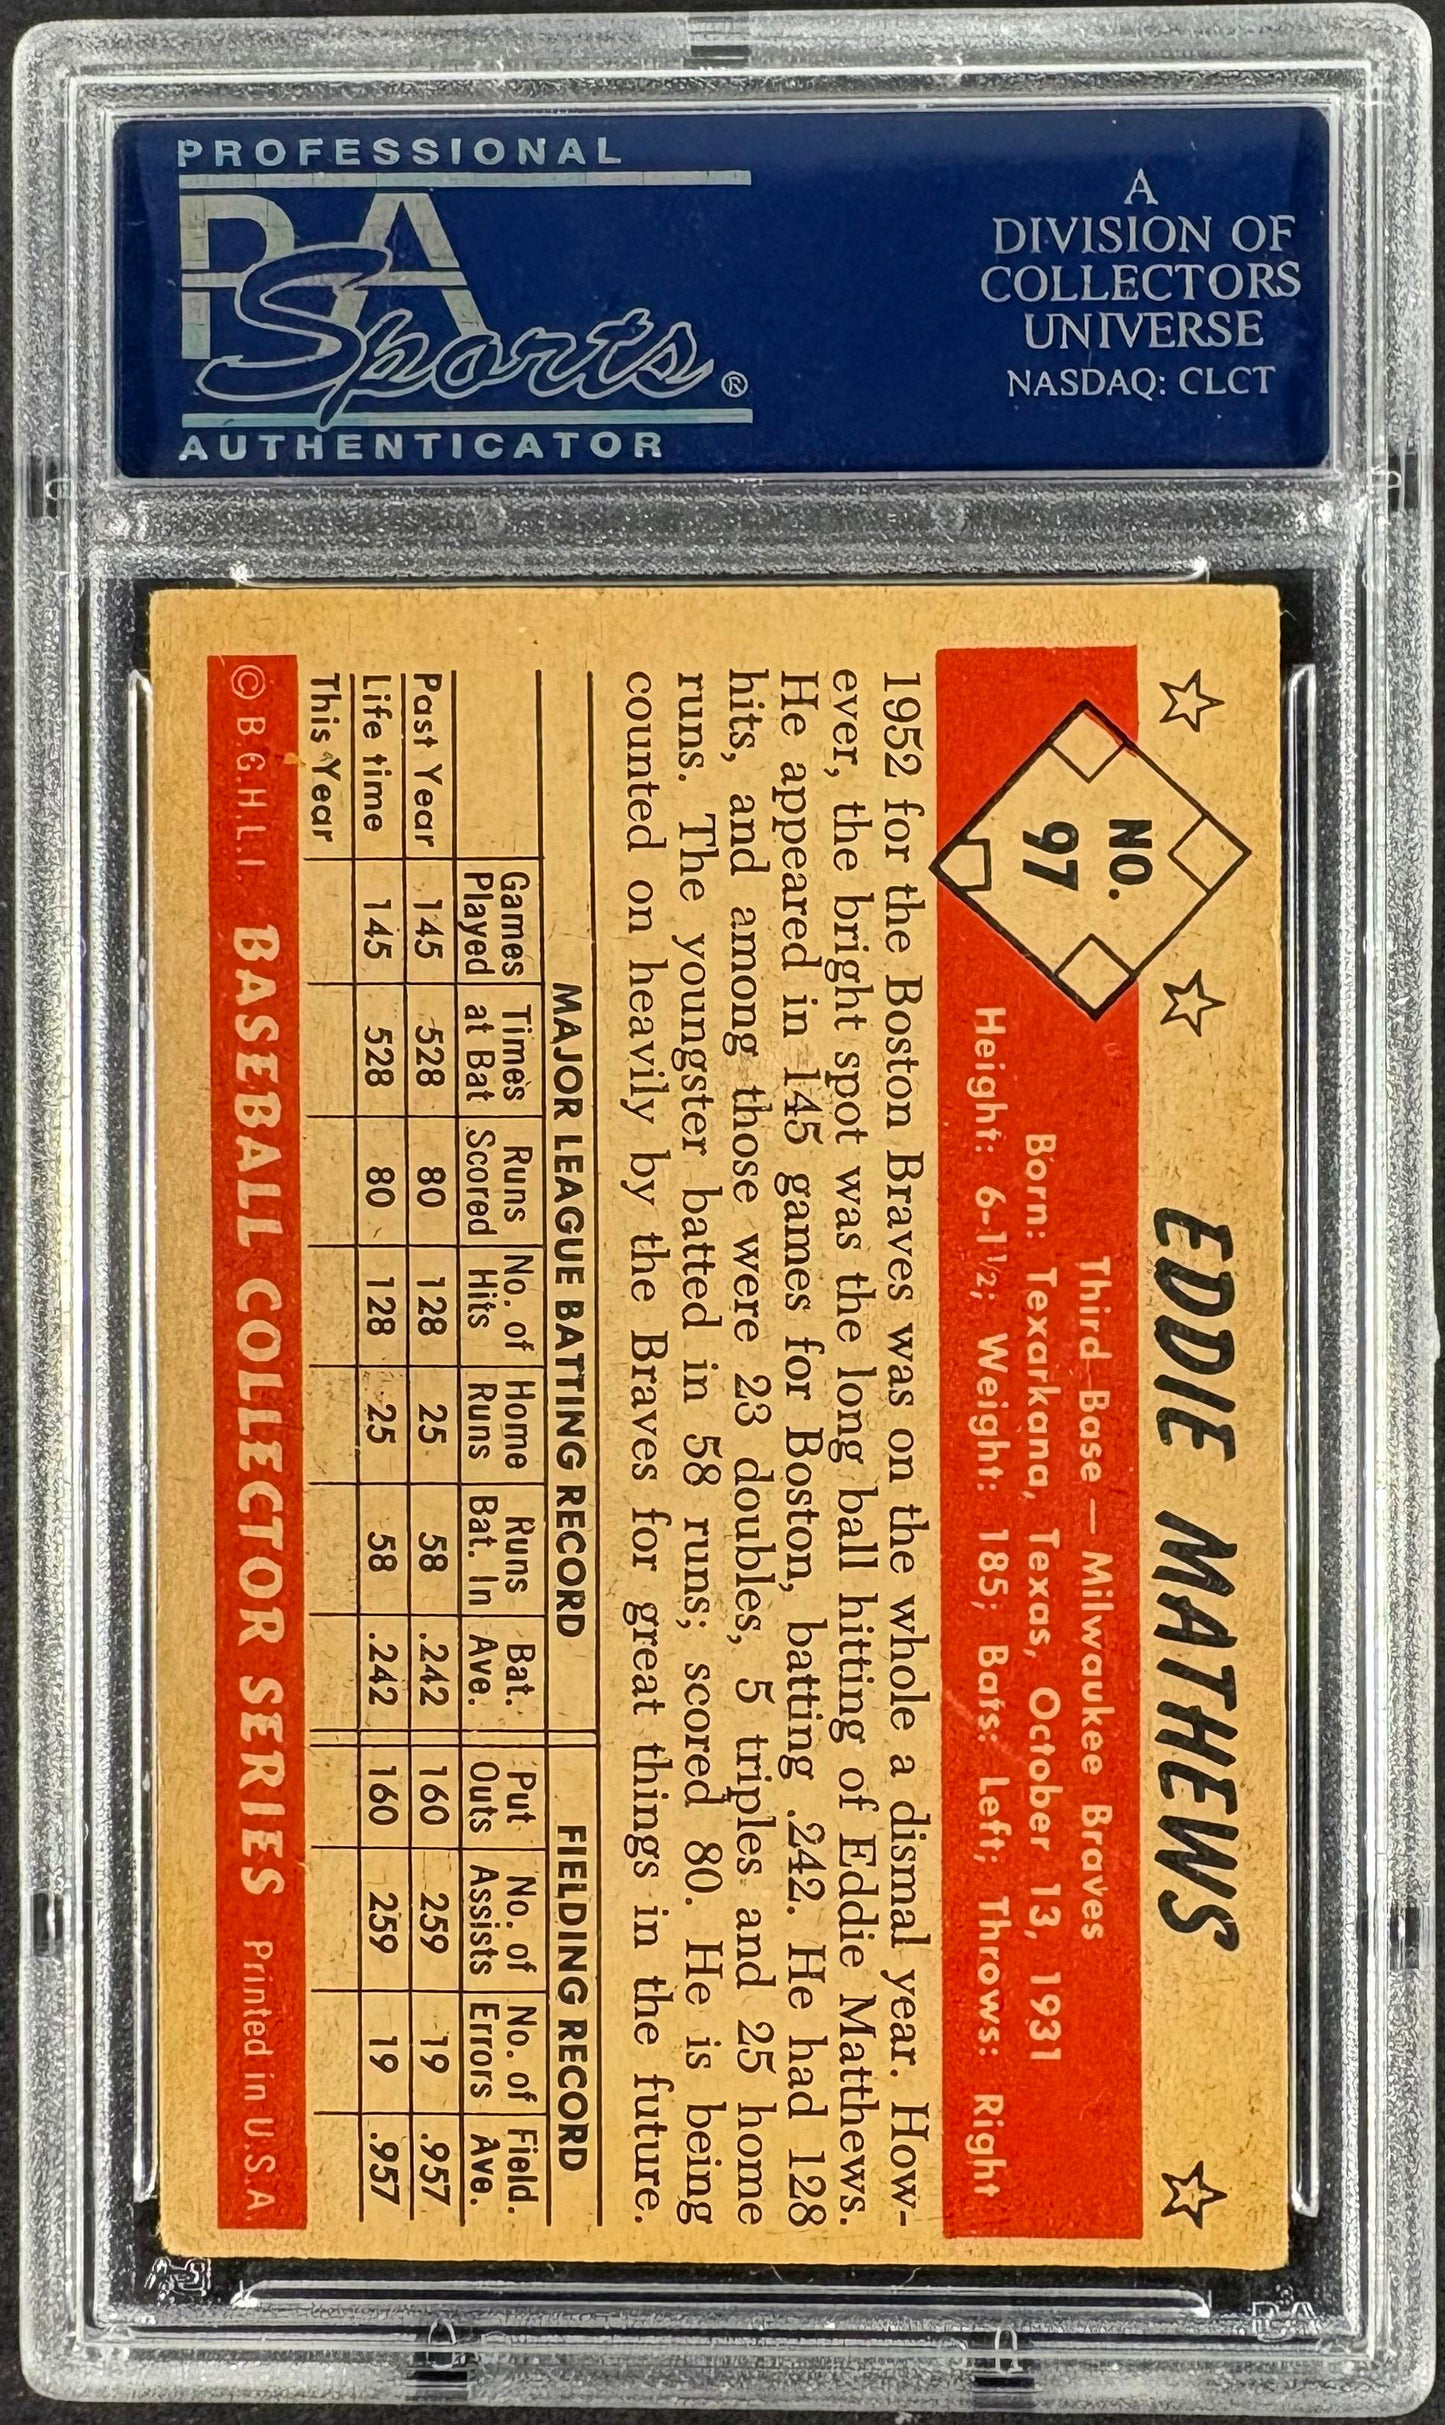 PROFESSIONAL
PSA
Sports®
AUTHENTICATOR
A
DIVISION OF
COLLECTORS
UNIVERSE
NASDAQ: CLCT
NO.
97
EDDIE MATHEWS
Third Base — Milwaukee Braves
Born: Texarkana, Texas, October 13, 1931
Height: 6-1½; Weight: 185; Bats: Left; Throws: Right
1952 for the Boston Braves was on the whole a dismal year. How-
ever, the bright spot was the long ball hitting of Eddie Matthews.
He appeared in 145 games for Boston, batting .242. He had 128
hits, and among those were 23 doubles, 5 triples and 25 home
runs. The youngster batted in 58 runs; scored 80. He is being
counted on heavily by the Braves for great things in the future.
MAJOR LEAGUE BATTING RECORD FIELDING RECORD
Games Times Runs No. of Home Runs Bat. Put No. of No. of Field.
Played at Bat Scored Hits Runs Bat. In Ave. Outs Assists Errors Ave.
Past Year 145 528 80 128 25 58 .242 160 259 19 .957
Life time 145 528 80 128 25 58 .242 160 259 19 .957
This Year
© B.G.H.L.I. BASEBALL COLLECTOR SERIES Printed in U.S.A.
PSA
PSA